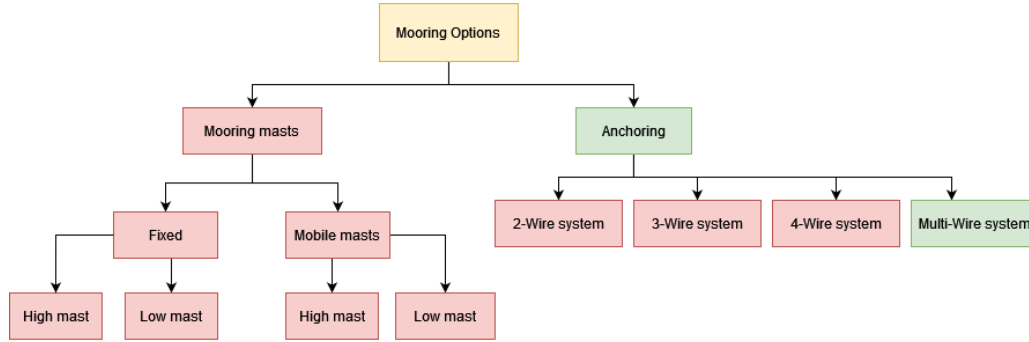 Mooring Options
Mooring masts
Anchoring
2-Wire system
3-Wire system
4-Wire system
Multi-Wire system
Fixed
Mobile masts
High mast
Low mast
High mast
Low mast